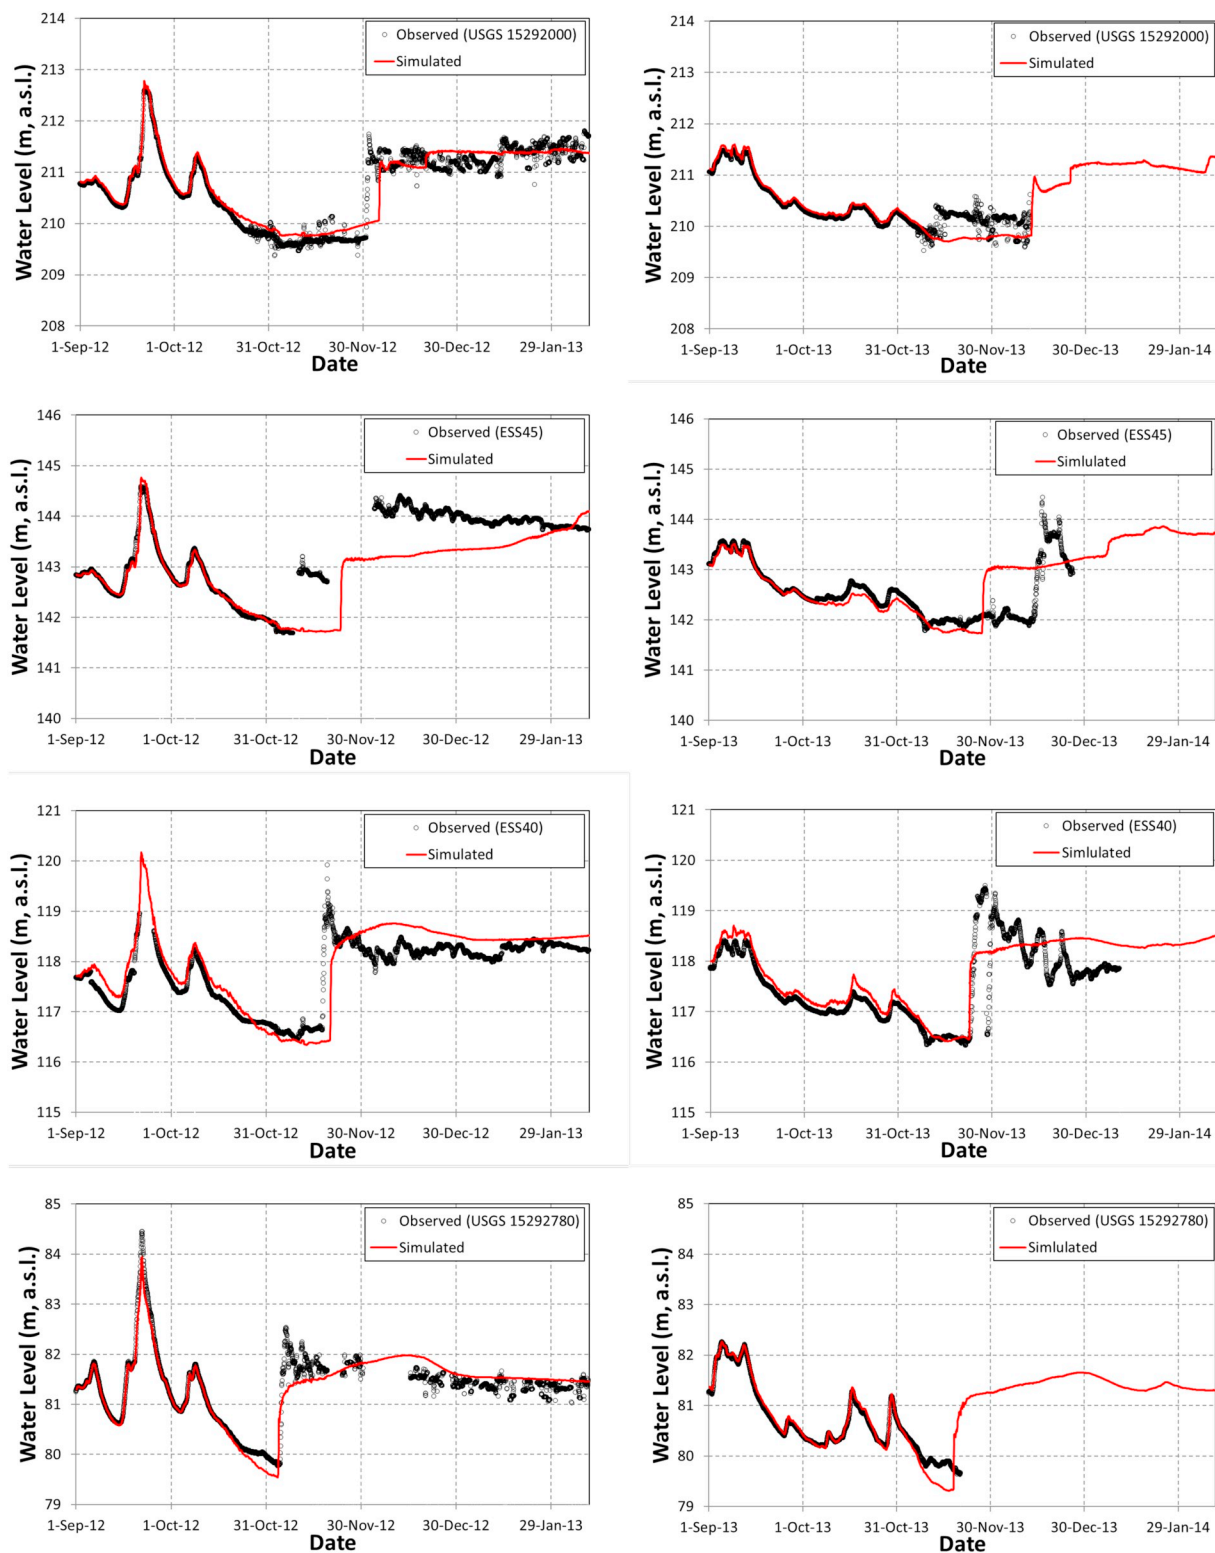 214
213
212
211
210
209
208
Water Level (m, a.s.l.)
Observed (USGS 15292000)
Simulated
1-Sep-12 1-Oct-12 31-Oct-12 30-Nov-12 30-Dec-12 29-Jan-13
Date
214
213
212
211
210
209
208
Water Level (m, a.s.l.)
Observed (USGS 15292000)
Simulated
1-Sep-13 1-Oct-13 31-Oct-13 30-Nov-13 30-Dec-13 29-Jan-14
Date
146
145
144
143
142
141
140
Water Level (m, a.s.l.)
Observed (ESS45)
Simulated
1-Sep-12 1-Oct-12 31-Oct-12 30-Nov-12 30-Dec-12 29-Jan-13
Date
146
145
144
143
142
141
140
Water Level (m, a.s.l.)
Observed (ESS45)
Simlulated
1-Sep-13 1-Oct-13 31-Oct-13 30-Nov-13 30-Dec-13 29-Jan-14
Date
121
120
119
118
117
116
115
Water Level (m, a.s.l.)
Observed (ESS40)
Simulated
1-Sep-12 1-Oct-12 31-Oct-12 30-Nov-12 30-Dec-12 29-Jan-13
Date
121
120
119
118
117
116
115
Water Level (m, a.s.l.)
Observed (ESS40)
Simlulated
1-Sep-13 1-Oct-13 31-Oct-13 30-Nov-13 30-Dec-13 29-Jan-14
Date
85
84
83
82
81
80
79
Water Level (m, a.s.l.)
Observed (USGS 15292780)
Simulated
1-Sep-12 1-Oct-12 31-Oct-12 30-Nov-12 30-Dec-12 29-Jan-13
Date
85
84
83
82
81
80
79
Water Level (m, a.s.l.)
Observed (USGS 15292780)
Simlulated
1-Sep-13 1-Oct-13 31-Oct-13 30-Nov-13 30-Dec-13 29-Jan-14
Date